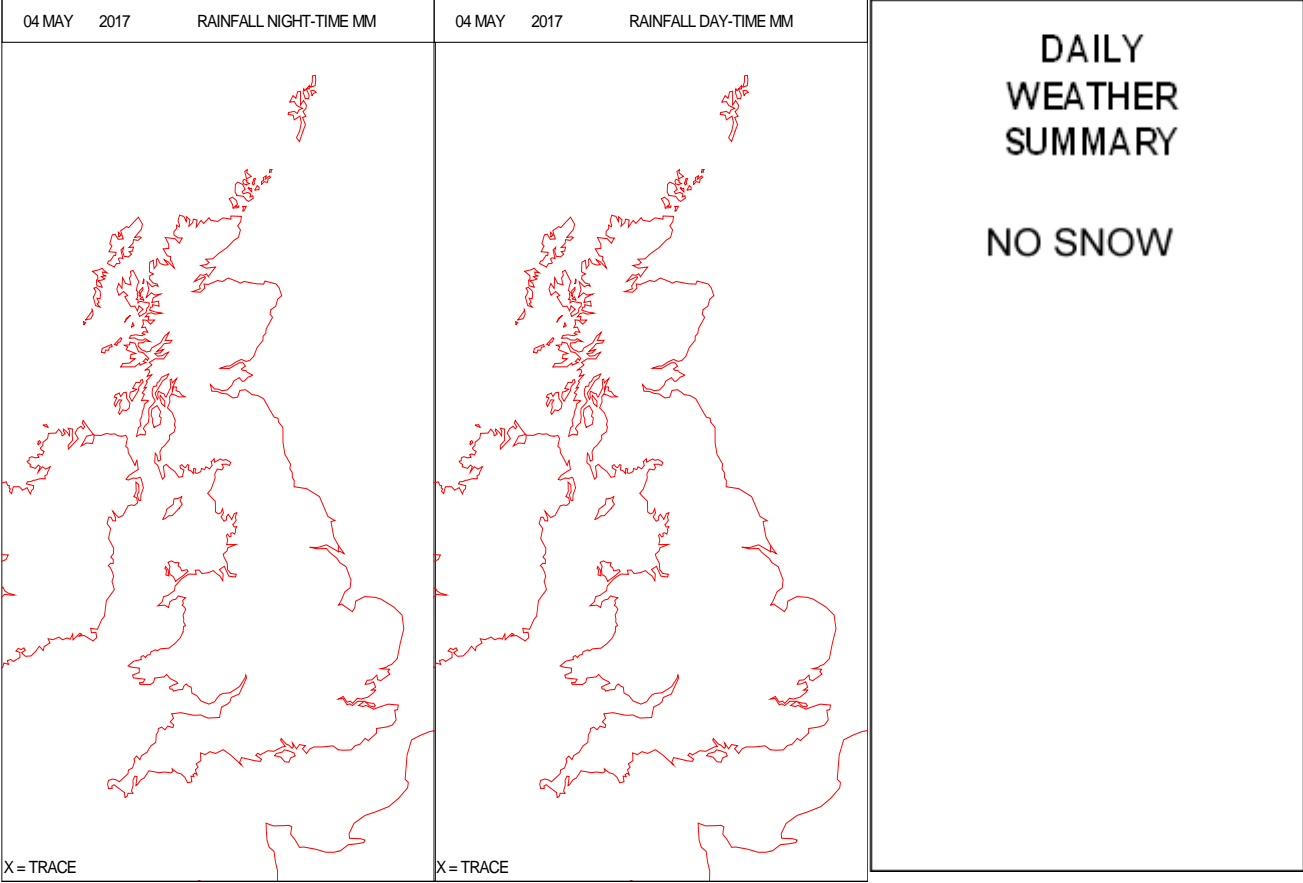 04 MAY 2017 RAINFALL NIGHT-TIME MM
X = TRACE
04 MAY 2017 RAINFALL DAY-TIME MM
X = TRACE
DAILY
WEATHER
SUMMARY
NO SNOW